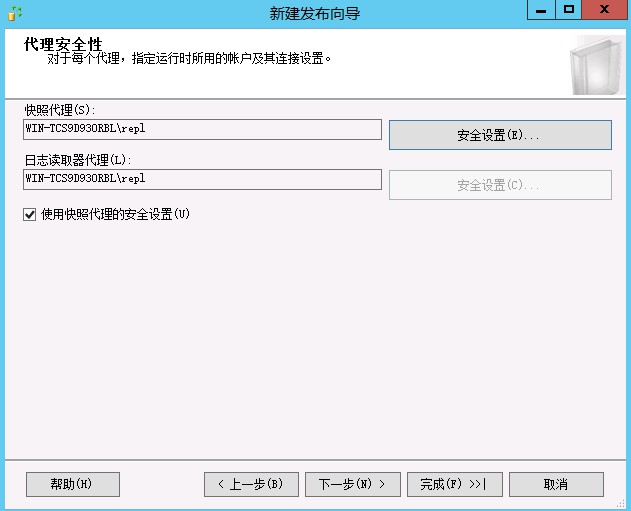 新建发布向导
代理安全性
对于每个代理，指定运行时所用的帐户及其连接设置。
快照代理(S):
WIN-TCS9D93ORBL\repl
安全设置(E)...
日志读取器代理(L):
WIN-TCS9D93ORBL\repl
安全设置(C)...
使用快照代理的安全设置(U)
帮助(H)
< 上一步(B)
下一步(N) >
完成(F) >>|
取消